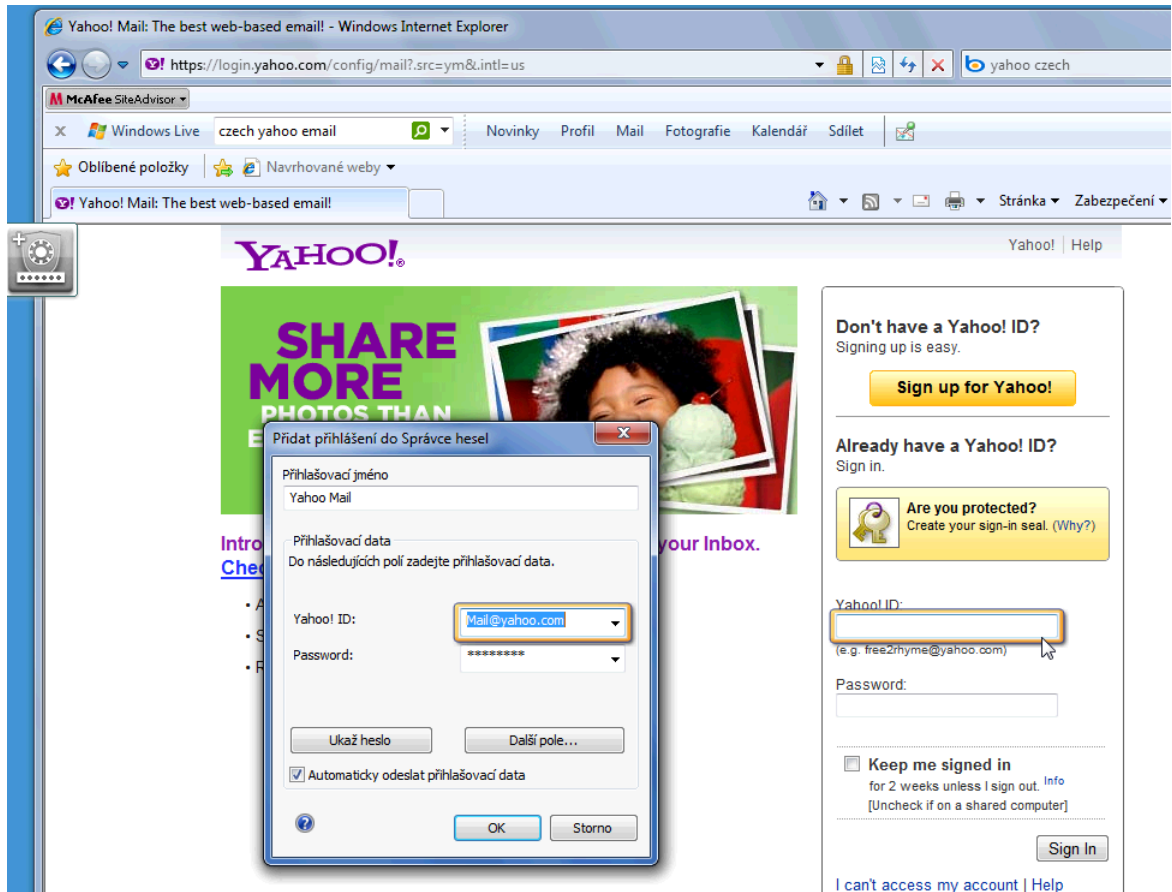 Yahoo! Mail: The best web-based email! - Windows Internet Explorer
https://login.yahoo.com/config/mail?.src=ym&.intl=us
yahoo czech
McAfee SiteAdvisor
x Windows Live czech yahoo email Novinky Profil Mail Fotografie Kalendář Sdílet
Oblíbené položky Navrhované weby
Yahoo! Mail: The best web-based email! Stránka Zabezpečení
YAHOO!® Yahoo! | Help
SHARE
MORE
PHOTOS THAN
E
Intro your Inbox.
Chec
• A
• S
• R
Přidat přihlášení do Správce hesel
Přihlašovací jméno
Yahoo Mail
Přihlašovací data
Do následujících polí zadejte přihlašovací data.
Yahoo! ID: Mail@yahoo.com
Password: ********
Ukaž heslo Další pole...
Automaticky odeslat přihlašovací data
OK Storno
Don't have a Yahoo! ID?
Signing up is easy.
Sign up for Yahoo!
Already have a Yahoo! ID?
Sign in.
Are you protected?
Create your sign-in seal. (Why?)
Yahoo! ID:
(e.g. free2rhyme@yahoo.com)
Password:
Keep me signed in
for 2 weeks unless I sign out. Info
[Uncheck if on a shared computer]
Sign In
I can't access my account | Help